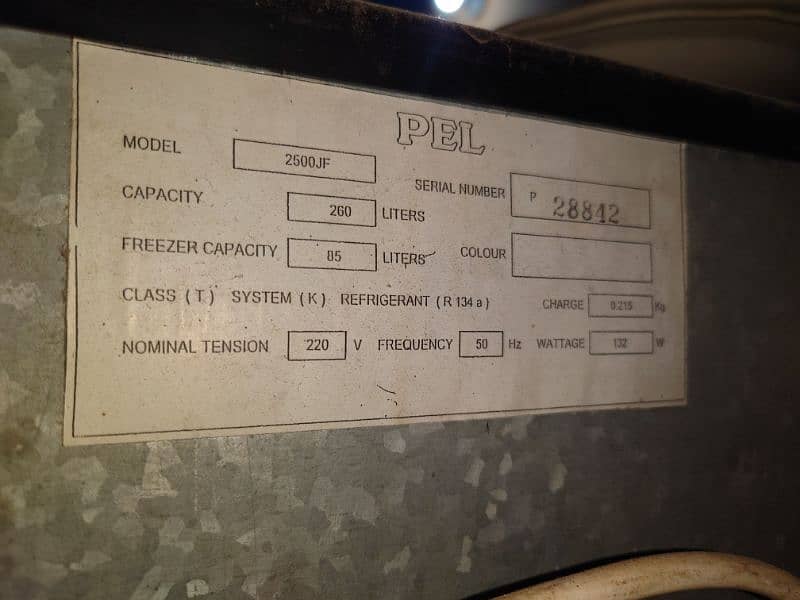 PEL
MODEL 2500JF
SERIAL NUMBER P 28842
CAPACITY 260 LITERS
FREEZER CAPACITY 85 LITERS
COLOUR
CLASS ( T ) SYSTEM ( K ) REFRIGERANT ( R 134 a ) CHARGE 0.215 Kg
NOMINAL TENSION 220 V FREQUENCY 50 Hz WATTAGE 132 W